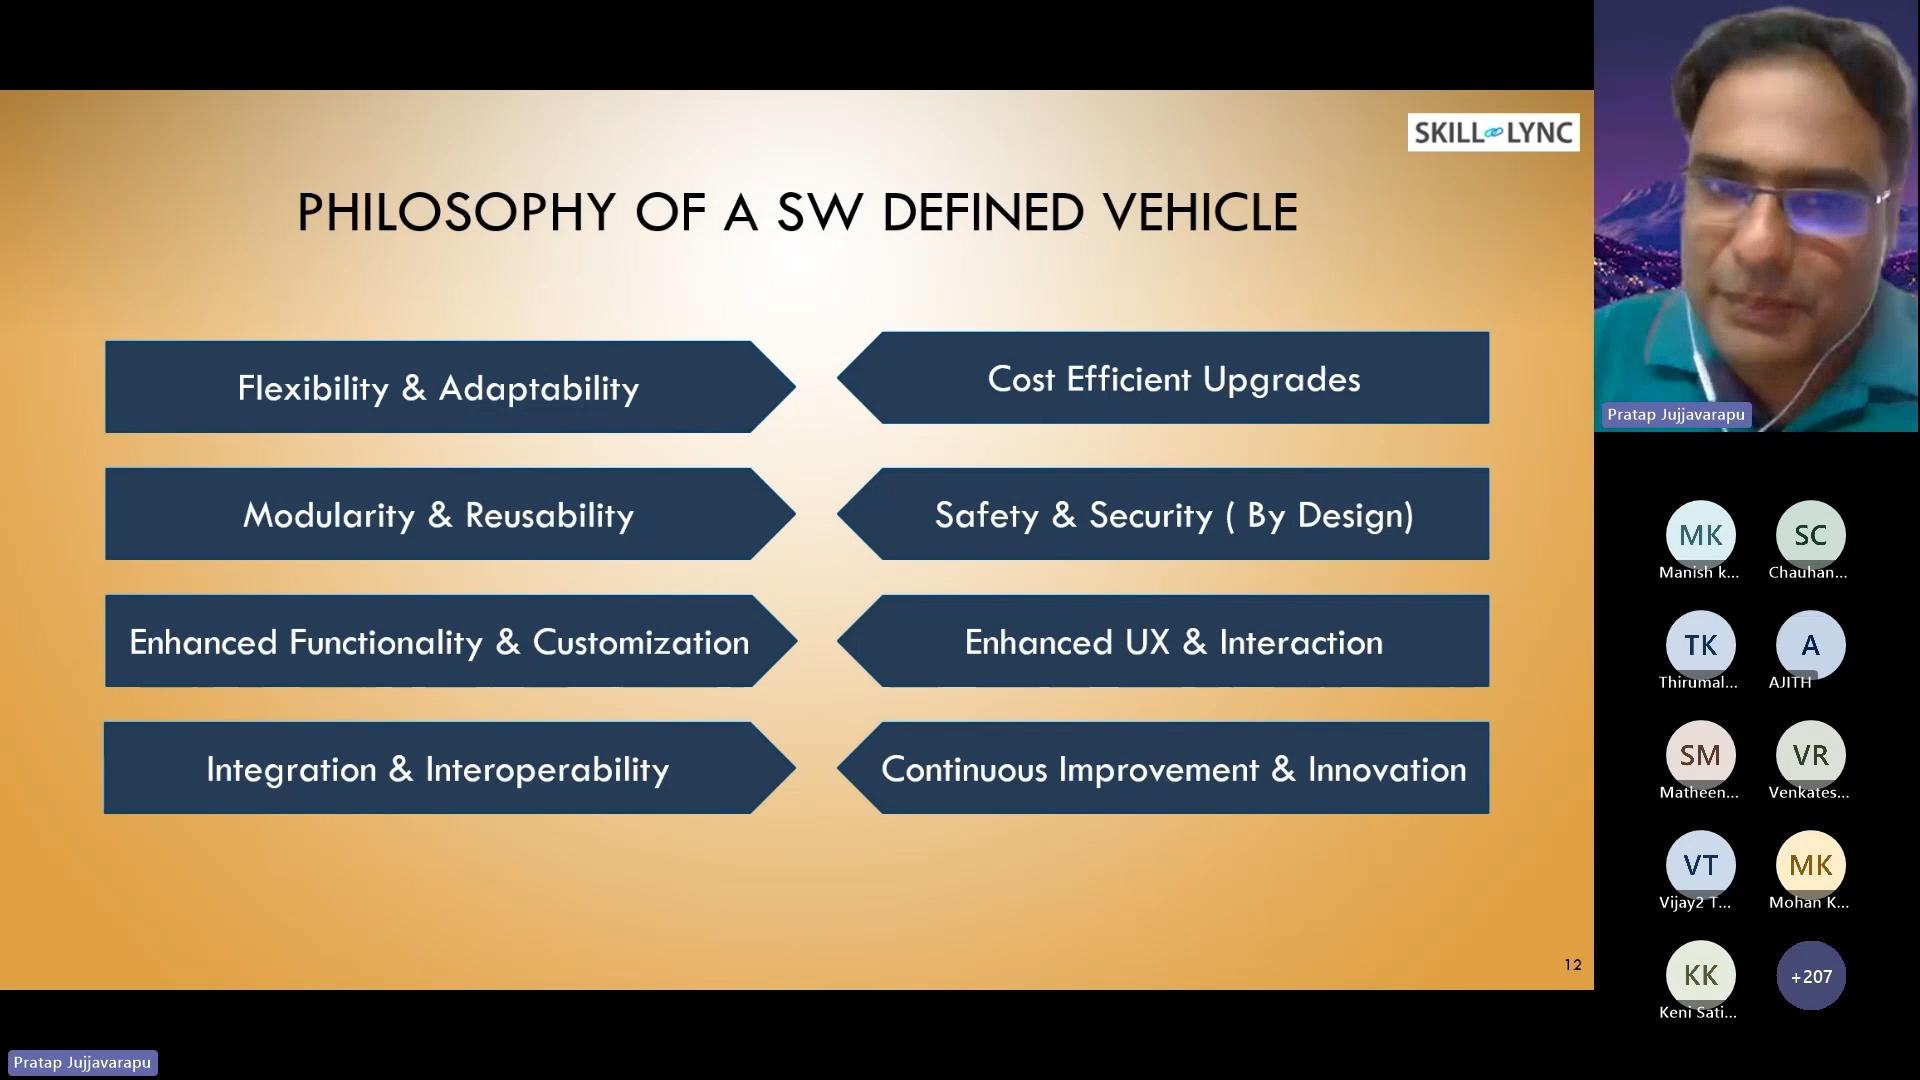 SKILL LYNC
PHILOSOPHY OF A SW DEFINED VEHICLE
Flexibility & Adaptability
Cost Efficient Upgrades
Modularity & Reusability
Safety & Security ( By Design)
Enhanced Functionality & Customization
Enhanced UX & Interaction
Integration & Interoperability
Continuous Improvement & Innovation
12
Pratap Jujjavarapu
MK
SC
Manish k...
Chauhan...
TK
A
Thirumal...
AJITH
SM
VR
Matheen...
Venkates...
VT
MK
Vijay2 T...
Mohan K...
KK
+207
Keni Sati...
Pratap Jujjavarapu